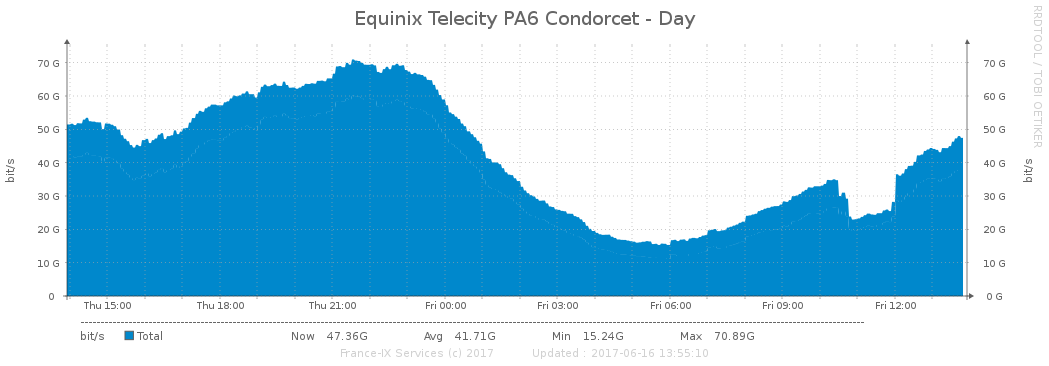 Equinix Telecity PA6 Condorcet - Day
RRDTOOL / TOBI OETIKER
bit/s
70 G 70 G
60 G 60 G
50 G 50 G
40 G 40 G
30 G 30 G
20 G 20 G
10 G 10 G
0 0 G
bit/s
Thu 15:00 Thu 18:00 Thu 21:00 Fri 00:00 Fri 03:00 Fri 06:00 Fri 09:00 Fri 12:00
bit/s Total Now 47.36G Avg 41.71G Min 15.24G Max 70.89G
France-IX Services (c) 2017 Updated : 2017-06-16 13:55:10